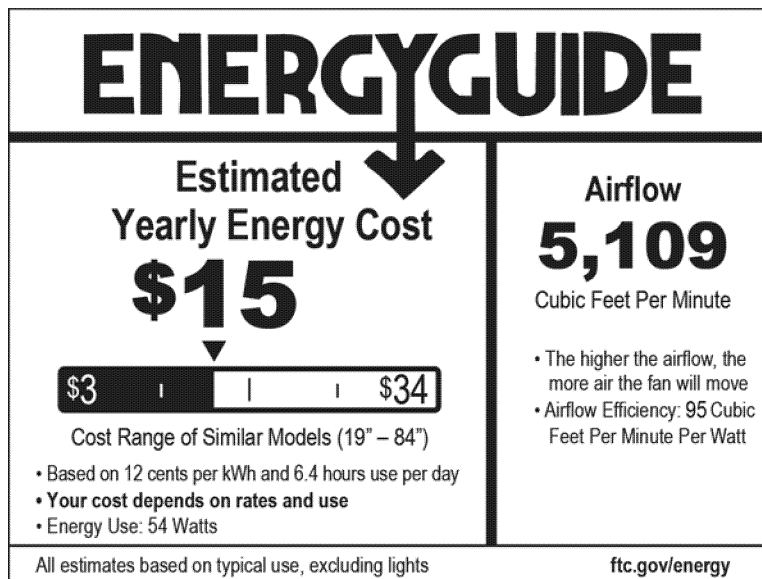 ENERGYGUIDE
Estimated
Yearly Energy Cost
$15
$3 $34
Cost Range of Similar Models (19” – 84”)
• Based on 12 cents per kWh and 6.4 hours use per day
• Your cost depends on rates and use
• Energy Use: 54 Watts
Airflow
5,109
Cubic Feet Per Minute
• The higher the airflow, the
more air the fan will move
• Airflow Efficiency: 95 Cubic
Feet Per Minute Per Watt
All estimates based on typical use, excluding lights
ftc.gov/energy